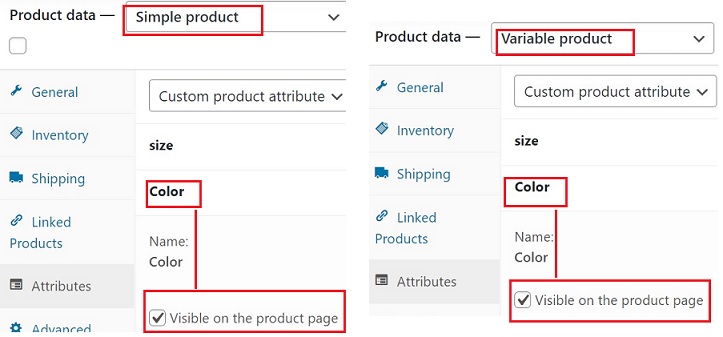 Product data — Simple product
General
Custom product attribute
Inventory
size
Shipping
Color
Linked
Products
Name:
Color
Attributes
Visible on the product page
Advanced
Product data — Variable product
General
Custom product attribute
Inventory
size
Shipping
Color
Linked
Products
Name:
Color
Attributes
Visible on the product page